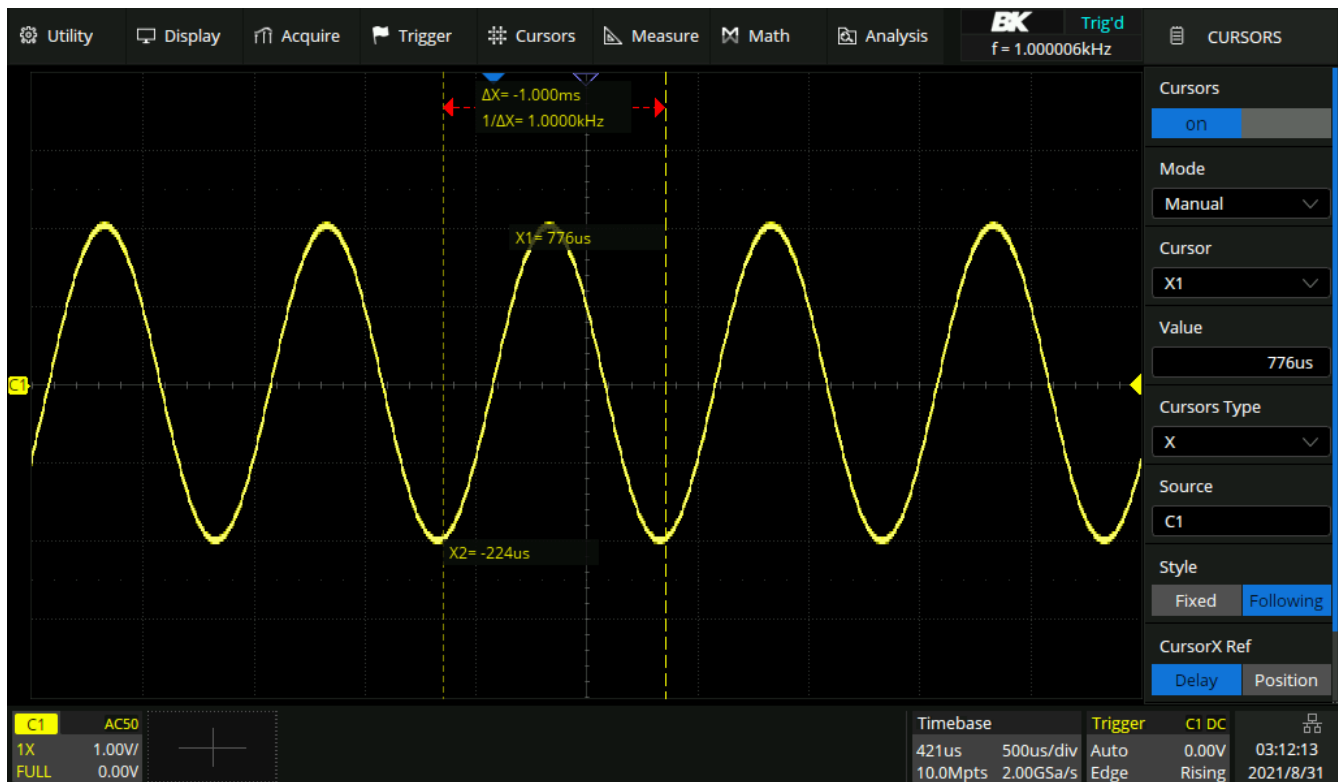 Utility Display Acquire Trigger Cursors Measure Math Analysis BK Trig'd
f = 1.000006kHz
CURSORS
ΔX= -1.000ms
1/ΔX= 1.0000kHz
X1= 776us
C1
X2= -224us
Cursors
on
Mode
Manual
Cursor
X1
Value
776us
Cursors Type
X
Source
C1
Style
Fixed Following
CursorX Ref
Delay Position
C1 AC50
1X 1.00V/
FULL 0.00V
Timebase
421us 500us/div
10.0Mpts 2.00GSa/s
Trigger C1 DC
Auto 0.00V
Edge Rising
03:12:13
2021/8/31